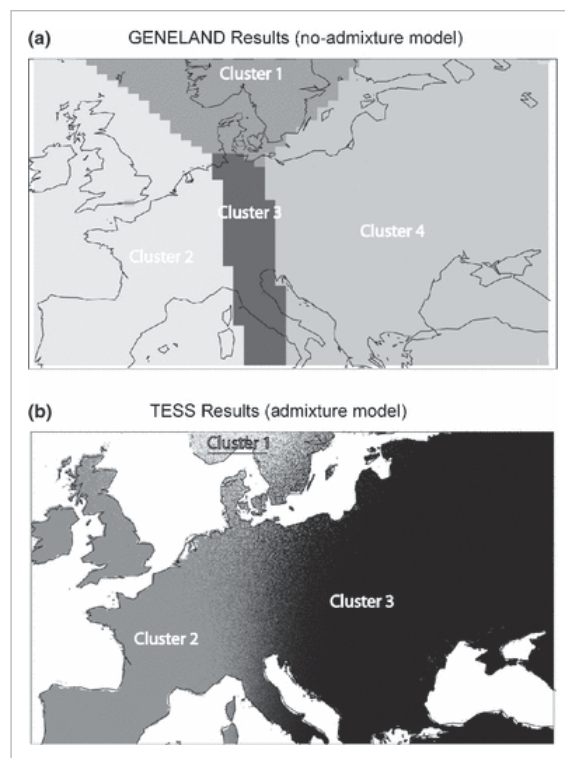 (a) GENELAND Results (no-admixture model)
Cluster 1
Cluster 3
Cluster 4
Cluster 2
(b) TESS Results (admixture model)
Cluster 1
Cluster 3
Cluster 2